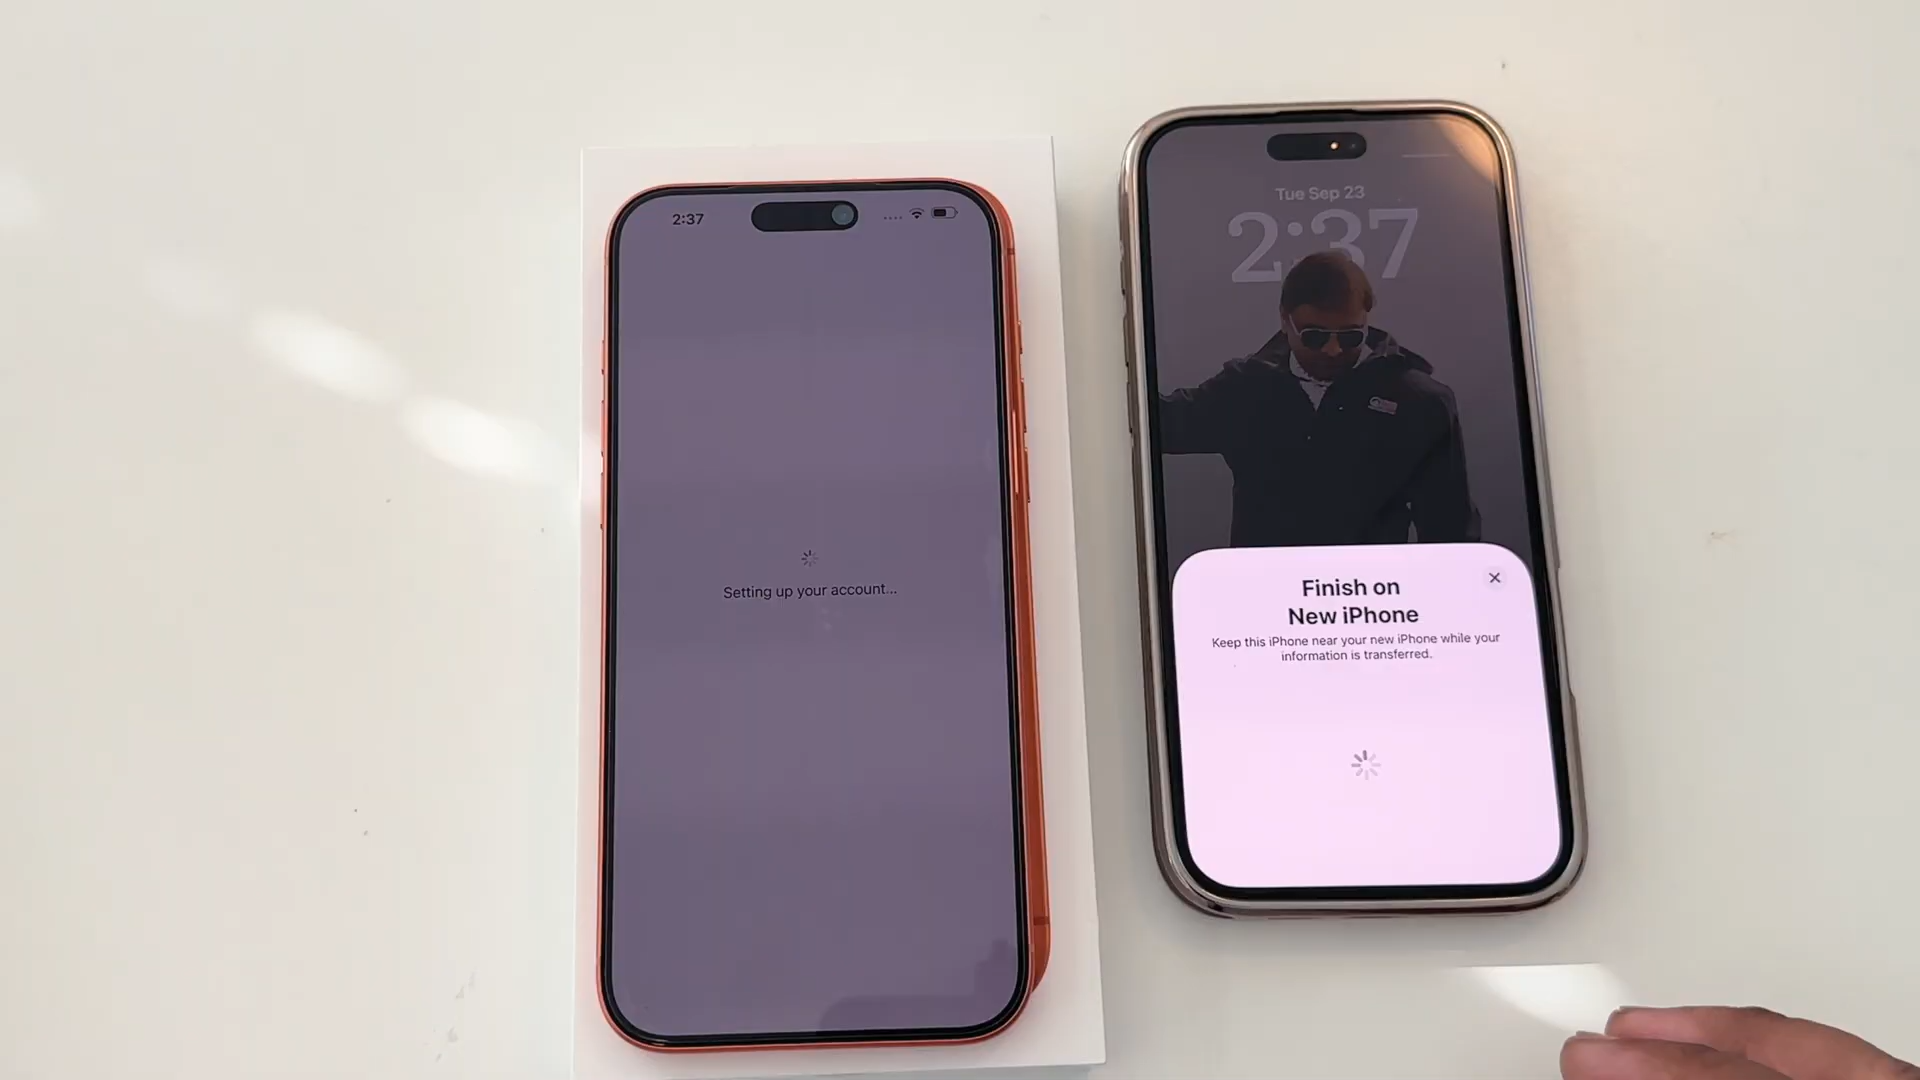 2:37
Setting up your account...
Tue Sep 23
2:37
Finish on
New iPhone
Keep this iPhone near your new iPhone while your
information is transferred.